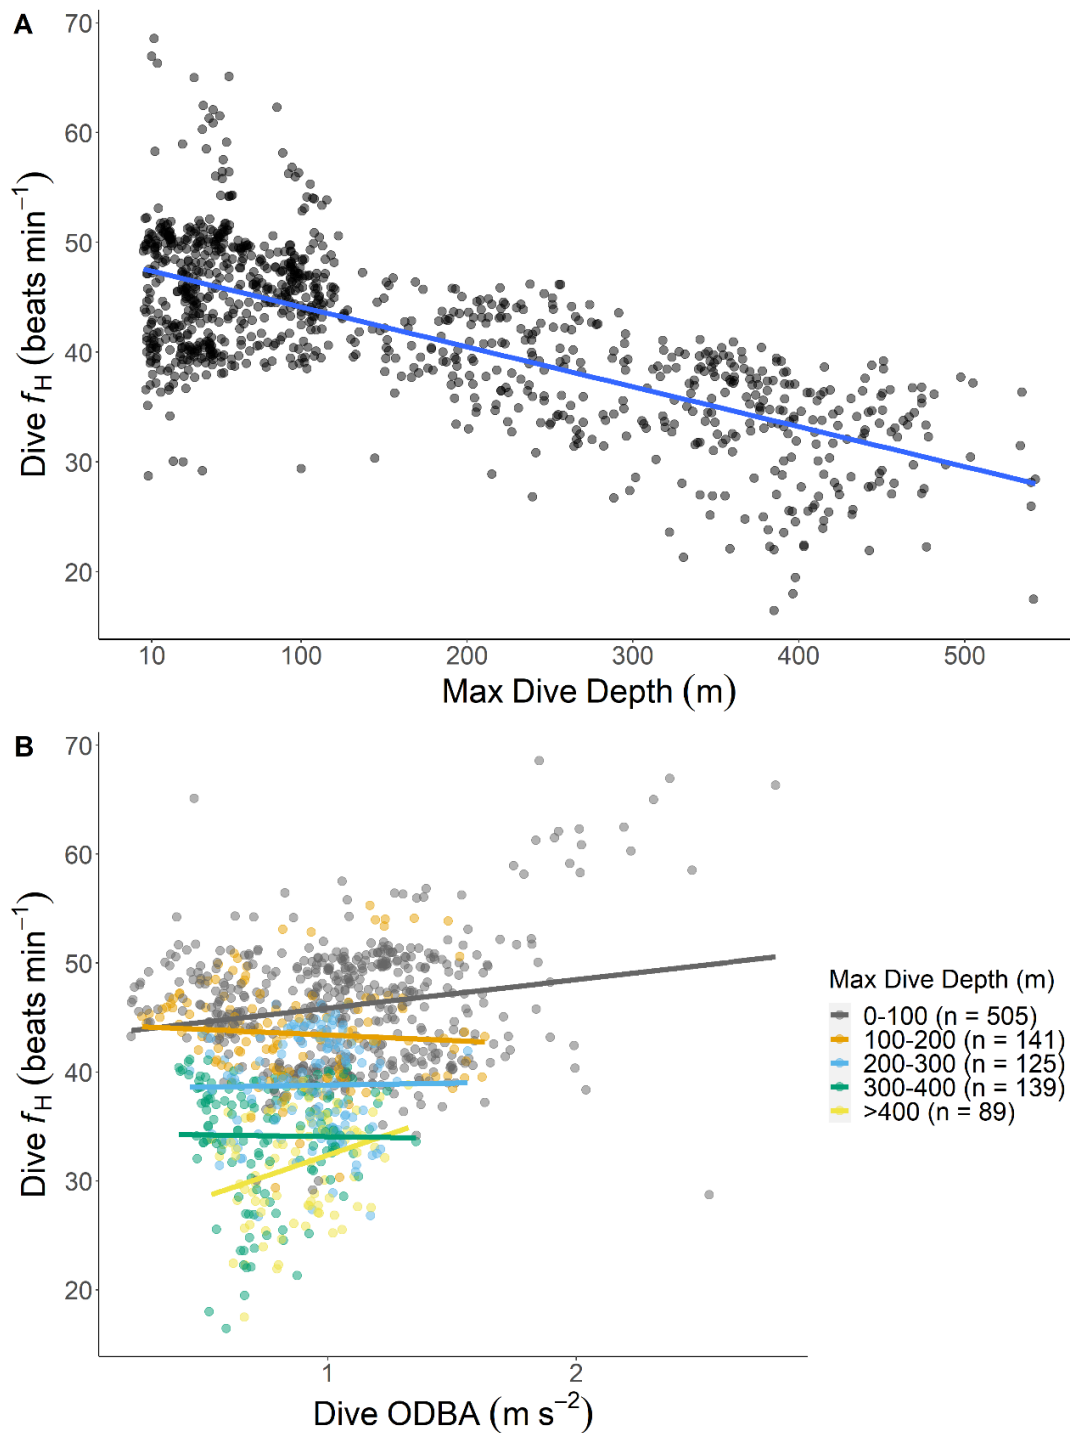 A
Dive fH (beats min−1)
70
60
50
40
30
20
10 100 200 300 400 500
Max Dive Depth (m)
B
Dive fH (beats min−1)
70
60
50
40
30
20
1 2
Dive ODBA (m s−2)
Max Dive Depth (m)
0-100 (n = 505)
100-200 (n = 141)
200-300 (n = 125)
300-400 (n = 139)
>400 (n = 89)